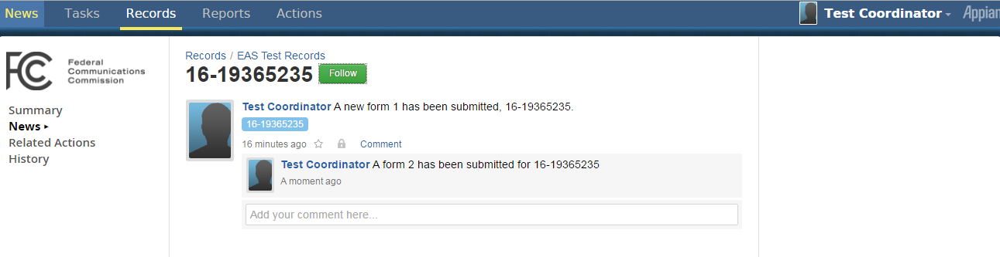 News Tasks Records Reports Actions Test Coordinator Appian
FCC Federal
Communications
Commission
Summary
News
Related Actions
History
Records / EAS Test Records
16-19365235 Follow
Test Coordinator A new form 1 has been submitted, 16-19365235.
16-19365235
16 minutes ago Comment
Test Coordinator A form 2 has been submitted for 16-19365235
A moment ago
Add your comment here...